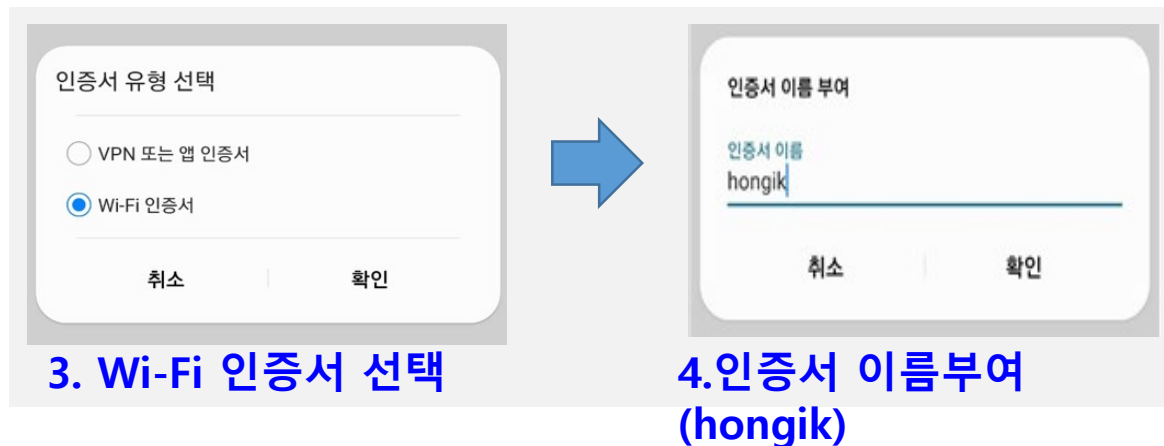 인증서 유형 선택
VPN 또는 앱 인증서
Wi-Fi 인증서
취소 확인
3. Wi-Fi 인증서 선택
인증서 이름 부여
인증서 이름
hongik
취소 확인
4.인증서 이름부여
(hongik)